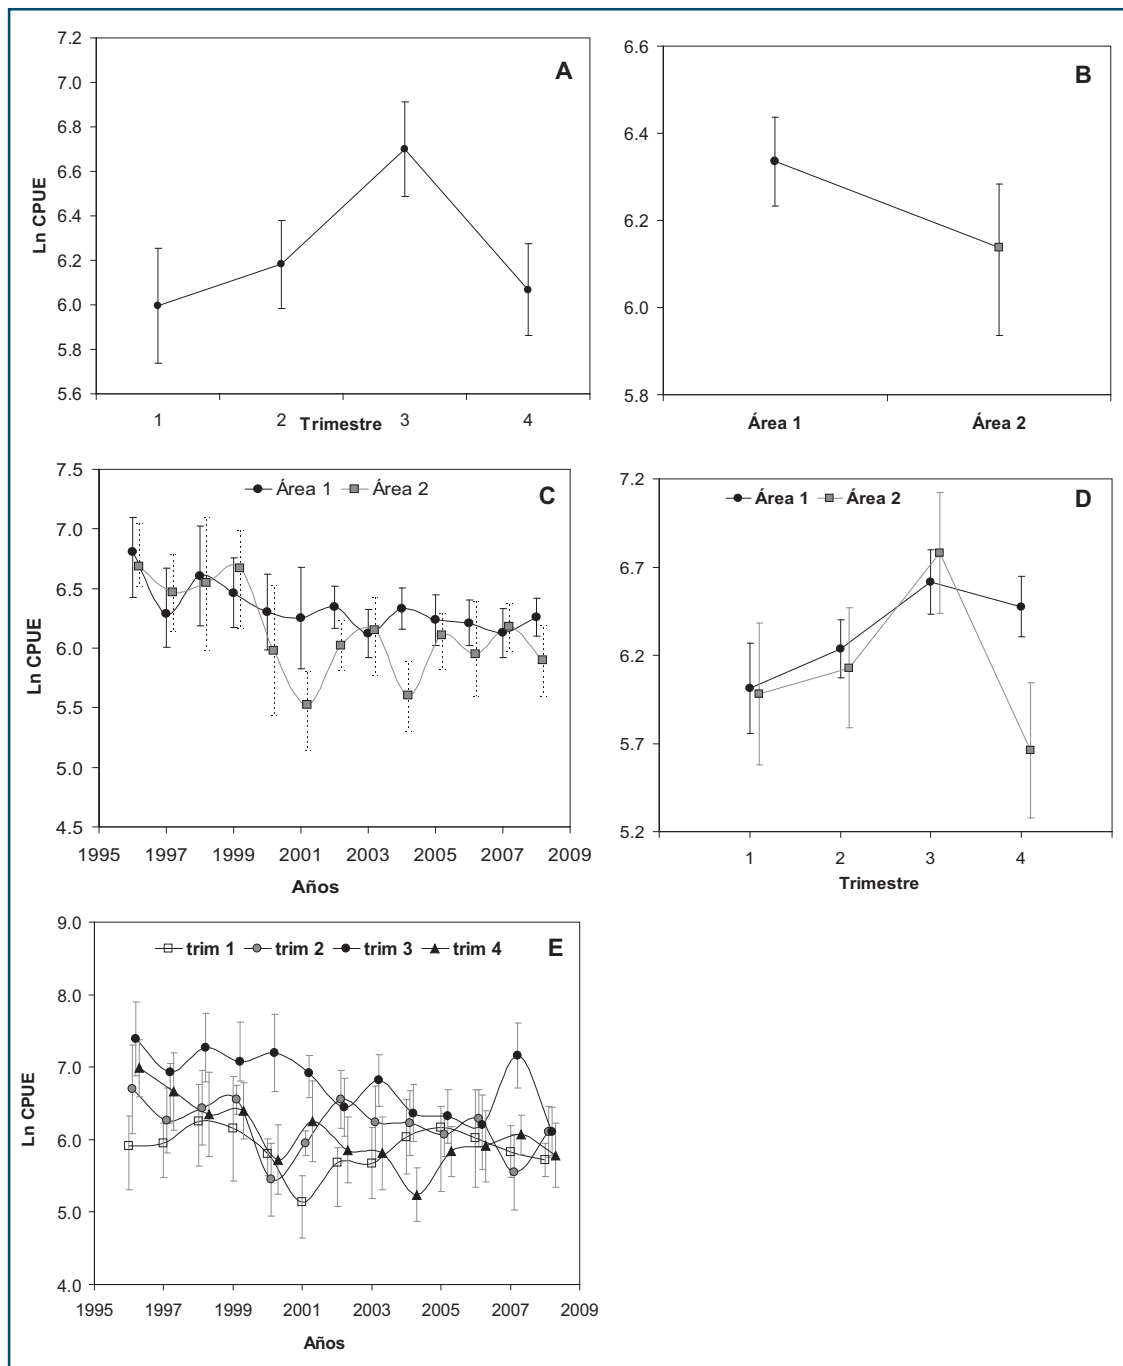 A
7.2
7.0
6.8
6.6
6.4
6.2
6.0
5.8
5.6
Ln CPUE
1 2 3 4
Trimestre
B
6.6
6.4
6.2
6.0
5.8
Área 1 Área 2
C
Área 1 Área 2
7.5
7.0
6.5
6.0
5.5
5.0
4.5
Ln CPUE
1995 1997 1999 2001 2003 2005 2007 2009
Años
D
Área 1 Área 2
7.2
6.7
6.2
5.7
5.2
1 2 3 4
Trimestre
E
trim 1 trim 2 trim 3 trim 4
9.0
8.0
7.0
6.0
5.0
4.0
Ln CPUE
1995 1997 1999 2001 2003 2005 2007 2009
Años